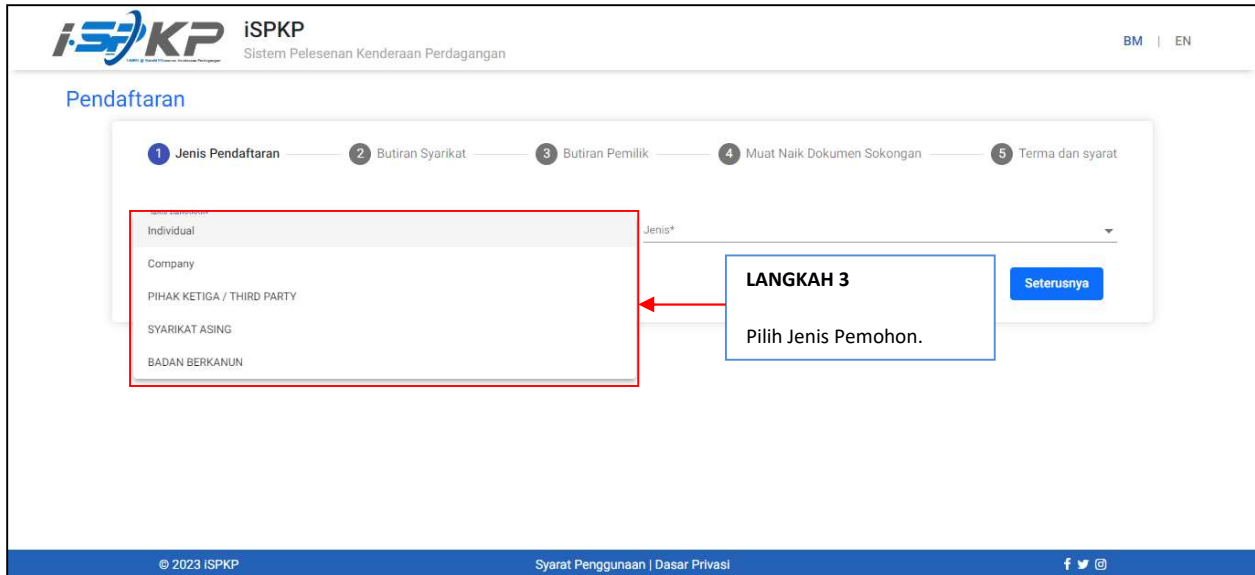 iSPKP
iSPKP
Sistem Pelesenan Kenderaan Perdagangan
BM | EN
Pendaftaran
1 Jenis Pendaftaran
2 Butiran Syarikat
3 Butiran Pemilik
4 Muat Naik Dokumen Sokongan
5 Terma dan syarat
Individual
Company
PIHAK KETIGA / THIRD PARTY
SYARIKAT ASING
BADAN BERKANUN
Jenis*
LANGKAH 3
Pilih Jenis Pemohon.
Seterusnya
© 2023 iSPKP
Syarat Penggunaan | Dasar Privasi